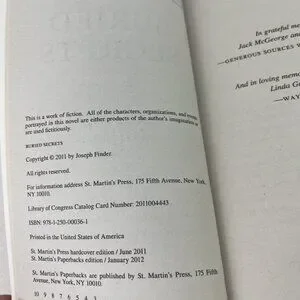 This is a work of fiction. All of the characters, organizations, and events
portrayed in this novel are either products of the author's imagination or
are used fictitiously.
BURIED SECRETS
Copyright © 2011 by Joseph Finder.
All rights reserved.
For information address St. Martin's Press, 175 Fifth Avenue, New York,
NY 10010.
Library of Congress Catalog Card Number: 2011004443
ISBN: 978-1-250-00036-1
Printed in the United States of America
St. Martin's Press hardcover edition / June 2011
St. Martin's Paperbacks edition / January 2012
St. Martin's Paperbacks are published by St. Martin's Press, 175 Fifth
Avenue, New York, NY 10010.
10 9 8 7 6 5 4 3
In grateful me
Jack McGeorge and
—GENEROUS SOURCES W
And in loving memo
Linda G
—WAY